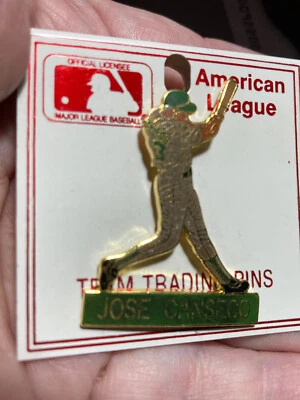 OFFICIAL LICENSEE
MAJOR LEAGUE BASEBALL
American
League
TEAM TRADING PINS
JOSE CANSECO